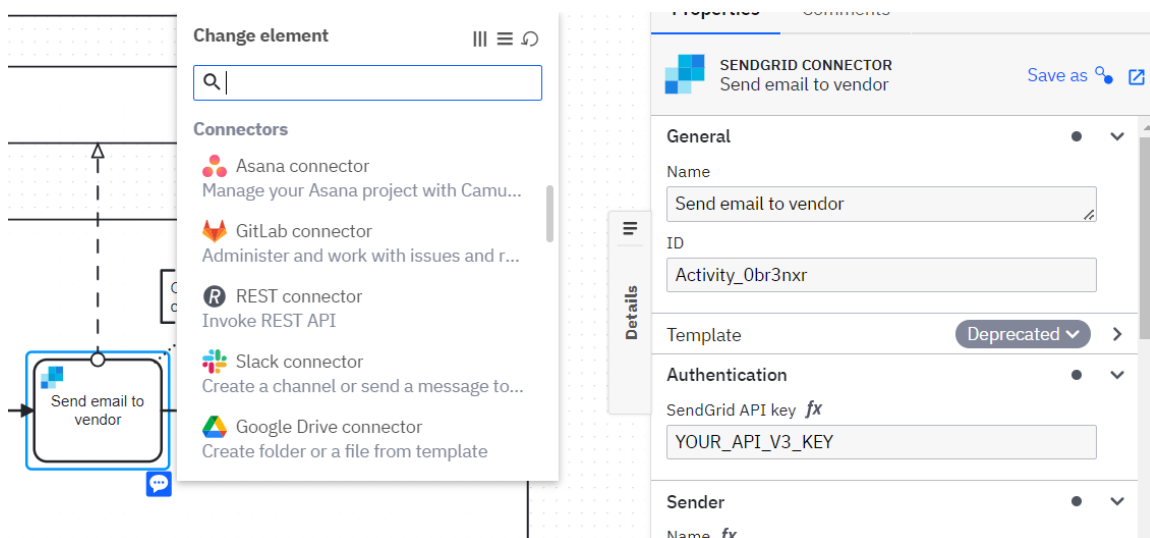 Change element
Connectors
Asana connector
Manage your Asana project with Camu...
GitLab connector
Administer and work with issues and r...
REST connector
Invoke REST API
Slack connector
Create a channel or send a message to...
Google Drive connector
Create folder or a file from template
Send email to
vendor
Details
Properties
Comments
SENDGRID CONNECTOR
Send email to vendor
Save as
General
Name
Send email to vendor
ID
Activity_0br3nxr
Template
Deprecated
Authentication
SendGrid API key fx
YOUR_API_V3_KEY
Sender
Name fx